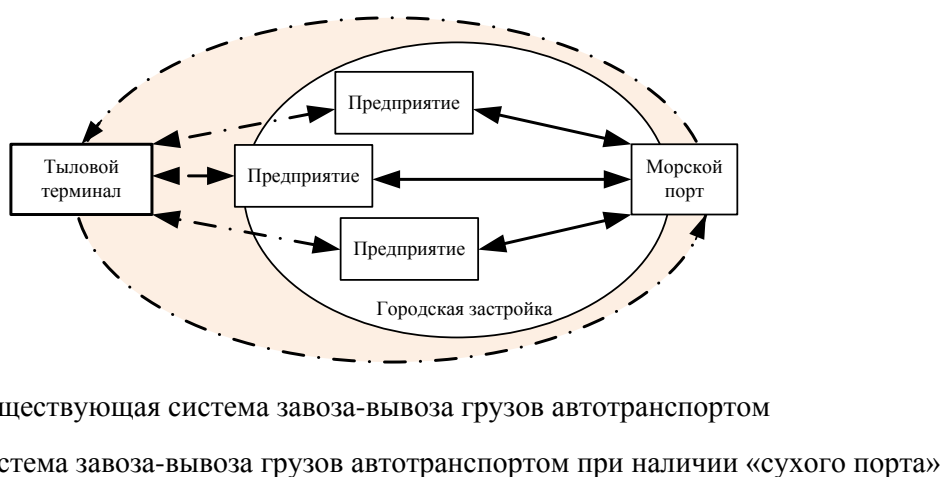 Предприятие
Тыловой
терминал
Предприятие
Морской
порт
Предприятие
Городская застройка
ществующая система завоза-вывоза грузов автотранспортом
стема завоза-вывоза грузов автотранспортом при наличии «сухого порта»